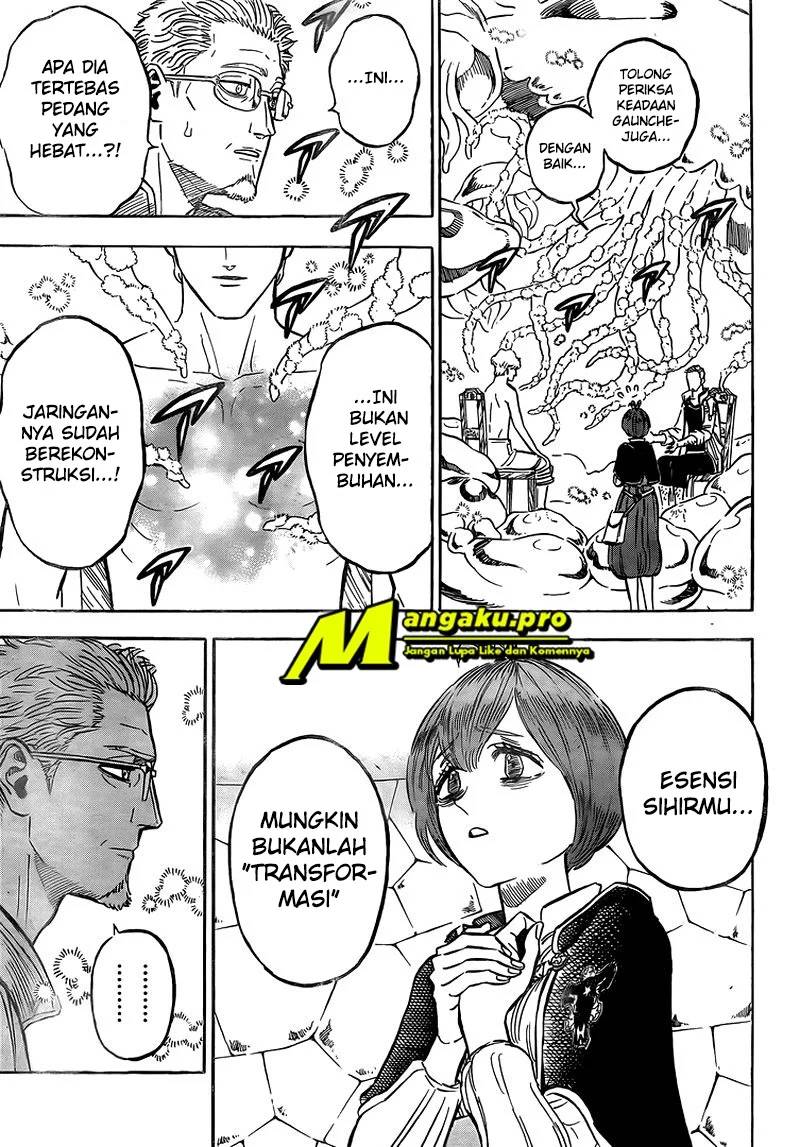 TOLONG
PERIKSA
KEADAAN
GAUNCHE-
JUGA...
DENGAN
BAIK...
...INI...
APA DIA
TERTEBAS
PEDANG
YANG
HEBAT...?!
...INI
BUKAN
LEVEL
PENYEM-
BUHAN...
JARINGAN-
NYA SUDAH
BEREKON-
STRUKSI...!
Mangaku.pro
Jangan Lupa Like dan Komennya
ESENSI
SIHIRMU...
MUNGKIN
BUKANLAH
"TRANSFOR-
MASI"
......